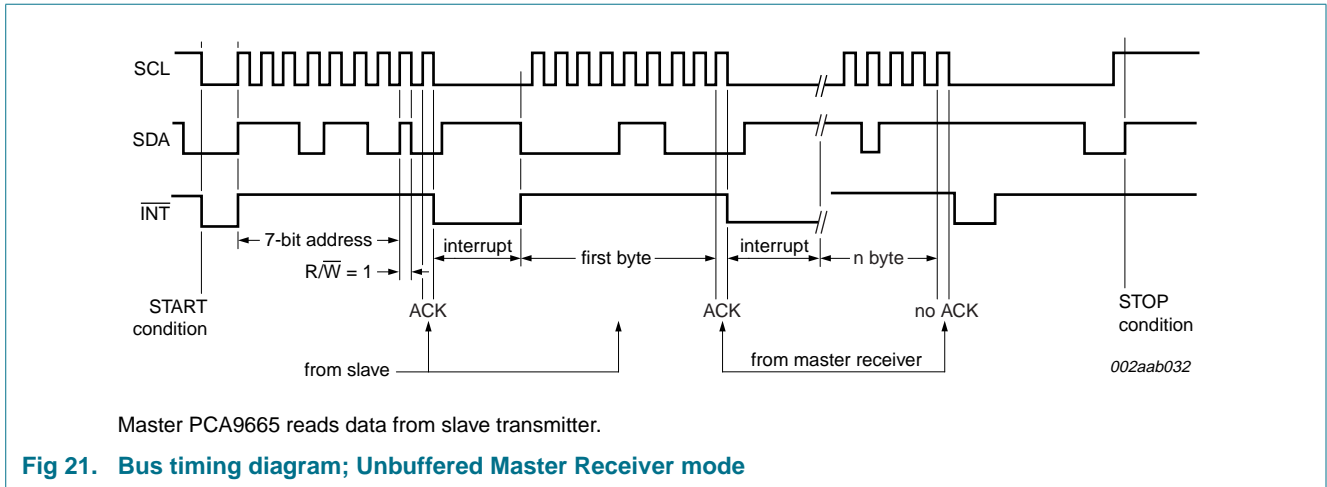 SCL
SDA
INT
7-bit address
interrupt
first byte
interrupt
n byte
R/W = 1
START
condition
ACK
ACK
no ACK
STOP
condition
from slave
from master receiver
002aab032
Master PCA9665 reads data from slave transmitter.
Fig 21. Bus timing diagram; Unbuffered Master Receiver mode